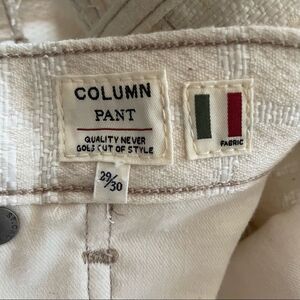 COLUMN
PANT
QUALITY NEVER
GOES OUT OF STYLE
FABRIC
29/30